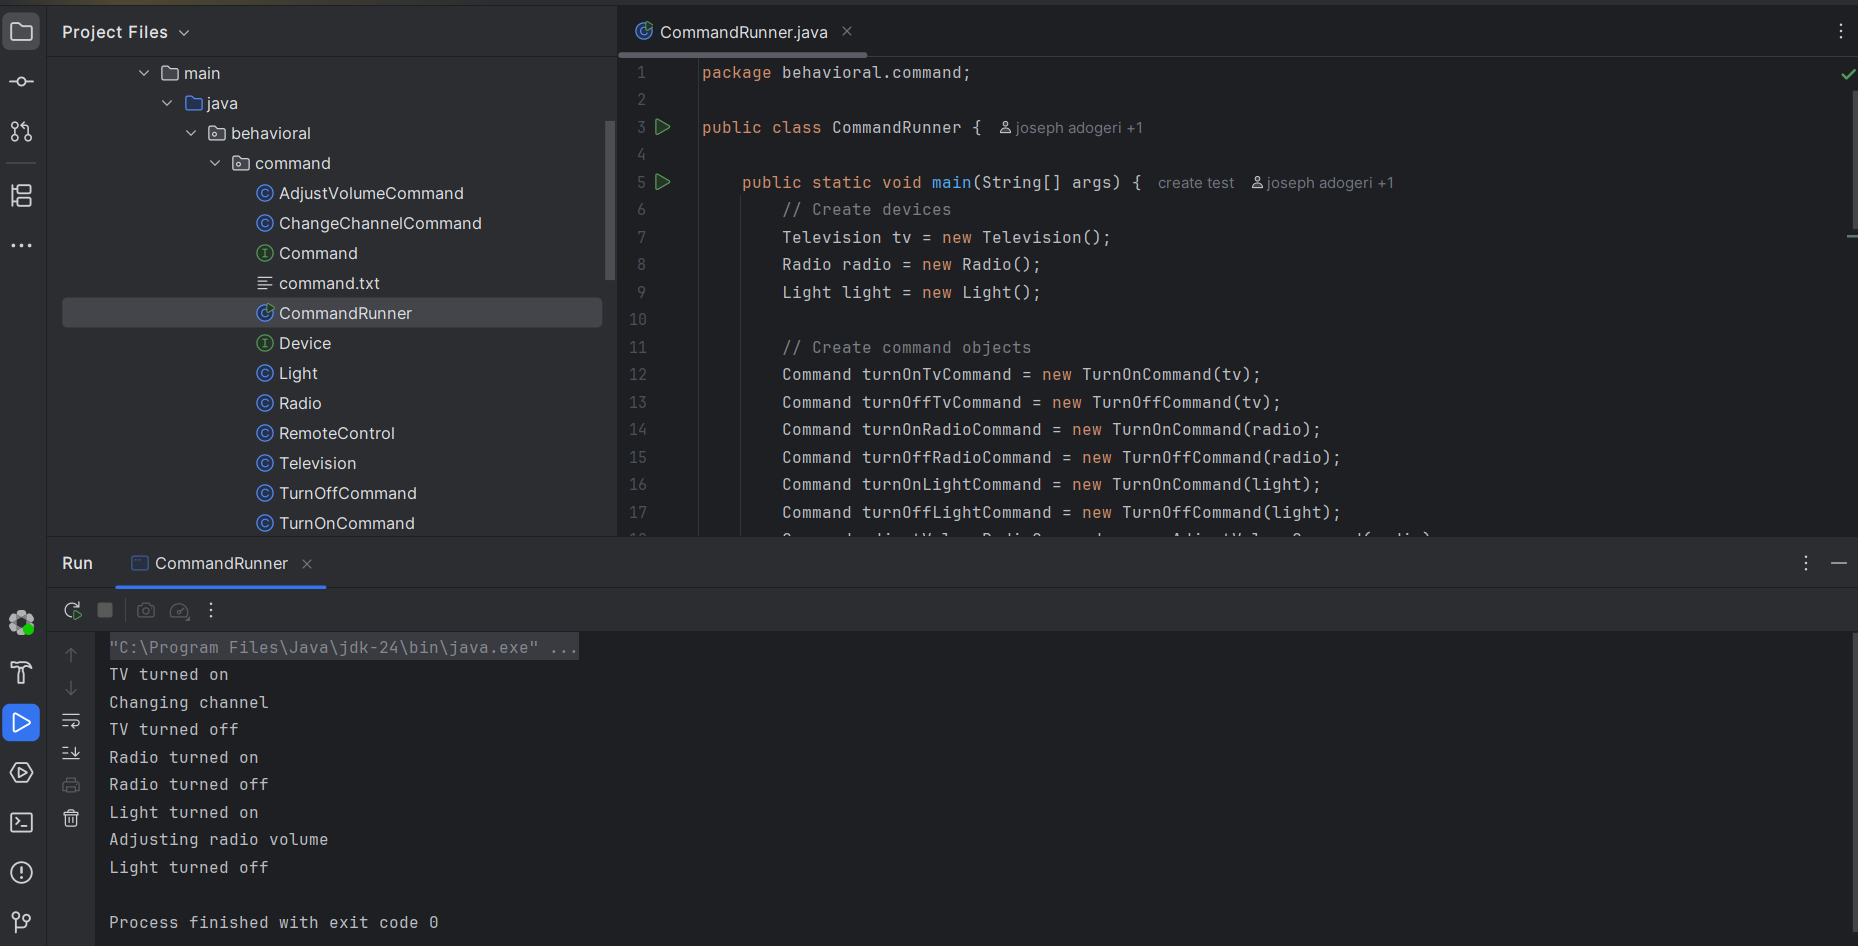 Project Files
main
java
behavioral
command
AdjustVolumeCommand
ChangeChannelCommand
Command
command.txt
CommandRunner
Device
Light
Radio
RemoteControl
Television
TurnOffCommand
TurnOnCommand
CommandRunner.java
1 package behavioral.command;
2
3 public class CommandRunner { joseph adogeri +1
4
5 public static void main(String[] args) { create test joseph adogeri +1
6 // Create devices
7 Television tv = new Television();
8 Radio radio = new Radio();
9 Light light = new Light();
10
11 // Create command objects
12 Command turnOnTvCommand = new TurnOnCommand(tv);
13 Command turnOffTvCommand = new TurnOffCommand(tv);
14 Command turnOnRadioCommand = new TurnOnCommand(radio);
15 Command turnOffRadioCommand = new TurnOffCommand(radio);
16 Command turnOnLightCommand = new TurnOnCommand(light);
17 Command turnOffLightCommand = new TurnOffCommand(light);
Run CommandRunner
"C:\Program Files\Java\jdk-24\bin\java.exe" ...
TV turned on
Changing channel
TV turned off
Radio turned on
Radio turned off
Light turned on
Adjusting radio volume
Light turned off
Process finished with exit code 0